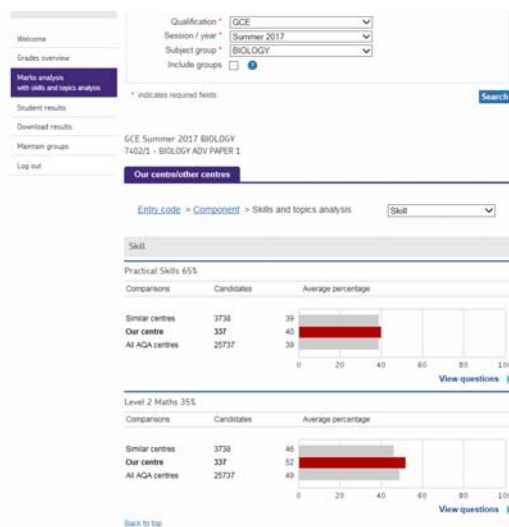 Qualification * GCE
Session / year * Summer 2017
Subject group * BIOLOGY
Include groups ?
* indicates required fields
Search
Welcome
Grades overview
Marks analysis
with skills and topics analysis
Student results
Download results
Maintain groups
Log out
GCE Summer 2017 BIOLOGY
7402/1 - BIOLOGY ADV PAPER 1
Our centre/other centres
Entry code > Component > Skills and topics analysis Skill
Skill
Practical Skills 65%
Comparisons Candidates Average percentage
Similar centres 3738 39
Our centre 337 40
All AQA centres 25737 39
0 20 40 60 80 100
View questions
Level 2 Maths 35%
Comparisons Candidates Average percentage
Similar centres 3738 46
Our centre 337 52
All AQA centres 25737 49
0 20 40 60 80 100
View questions
Back to top